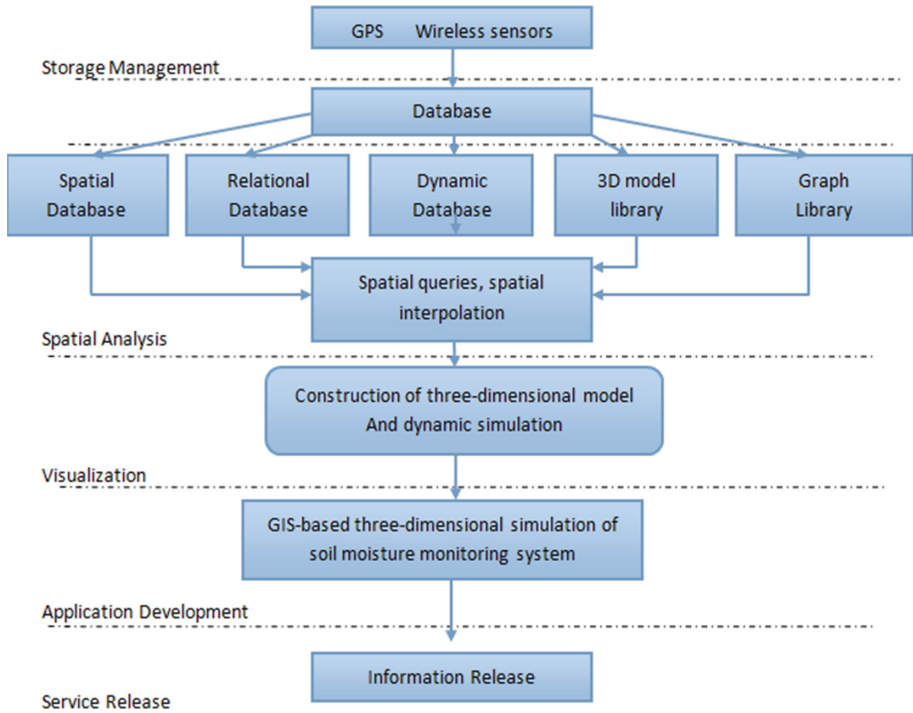 GPS Wireless sensors
Storage Management
Database
Spatial
Database
Relational
Database
Dynamic
Database
3D model
library
Graph
Library
Spatial queries, spatial
interpolation
Spatial Analysis
Construction of three-dimensional model
And dynamic simulation
Visualization
GIS-based three-dimensional simulation of
soil moisture monitoring system
Application Development
Information Release
Service Release